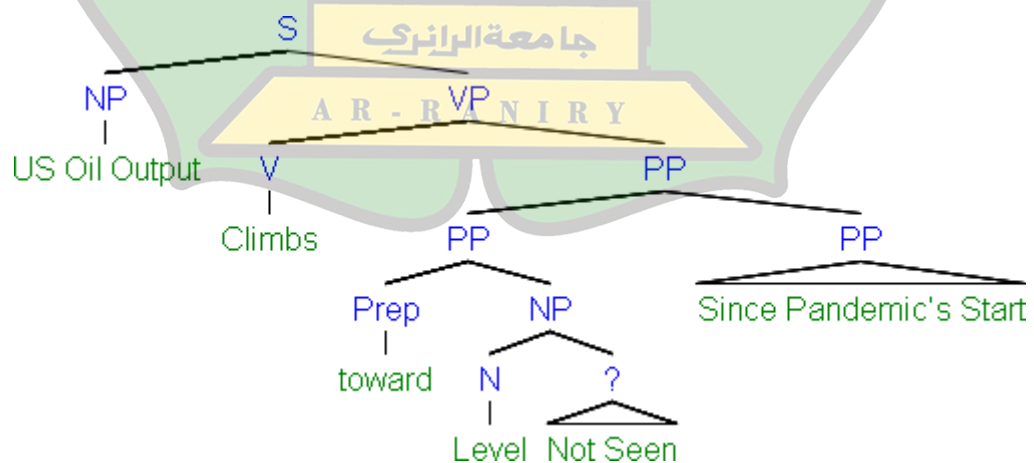 S
جامعةالرانري
NP VP
AR-RANIRY
US Oil Output V PP
Climbs PP PP
Prep NP Since Pandemic's Start
toward N ?
Level Not Seen